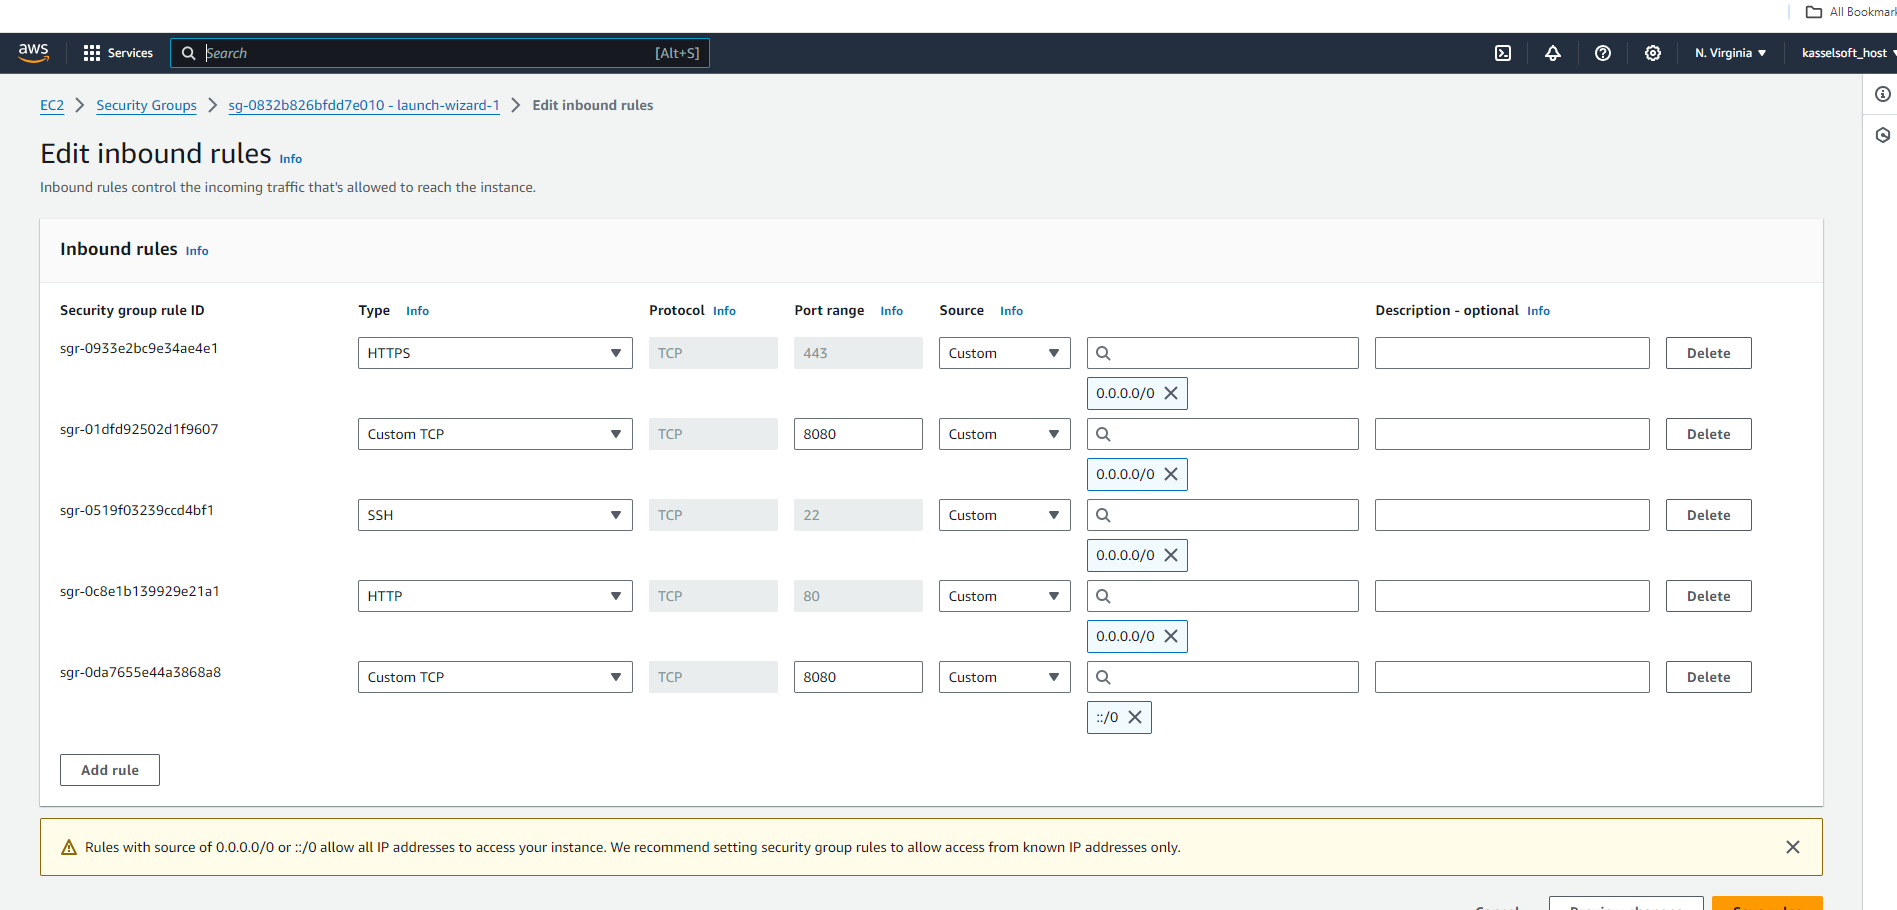 All Bookmar
aws Services Search [Alt+S] N. Virginia kasselsoft_host
EC2 Security Groups sg-0832b826bfdd7e010 - launch-wizard-1 Edit inbound rules
Edit inbound rules Info
Inbound rules control the incoming traffic that's allowed to reach the instance.
Inbound rules Info
Security group rule ID Type Info Protocol Info Port range Info Source Info Description - optional Info
sgr-0933e2bc9e34ae4e1 HTTPS TCP 443 Custom Delete
0.0.0.0/0
sgr-01dfd92502d1f9607 Custom TCP TCP 8080 Custom Delete
0.0.0.0/0
sgr-0519f03239ccd4bf1 SSH TCP 22 Custom Delete
0.0.0.0/0
sgr-0c8e1b139929e21a1 HTTP TCP 80 Custom Delete
0.0.0.0/0
sgr-0da7655e44a3868a8 Custom TCP TCP 8080 Custom Delete
::/0
Add rule
Rules with source of 0.0.0.0/0 or ::/0 allow all IP addresses to access your instance. We recommend setting security group rules to allow access from known IP addresses only.